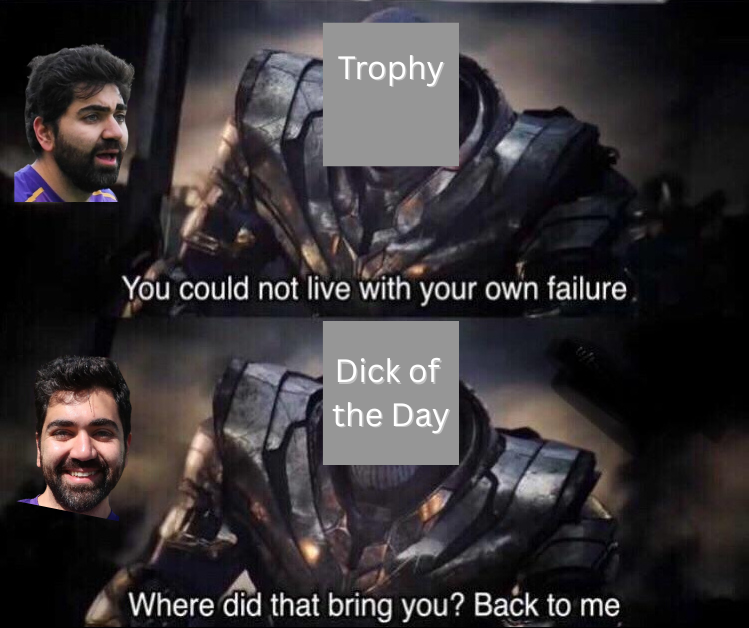 Trophy
You could not live with your own failure
Dick of
the Day
Where did that bring you? Back to me